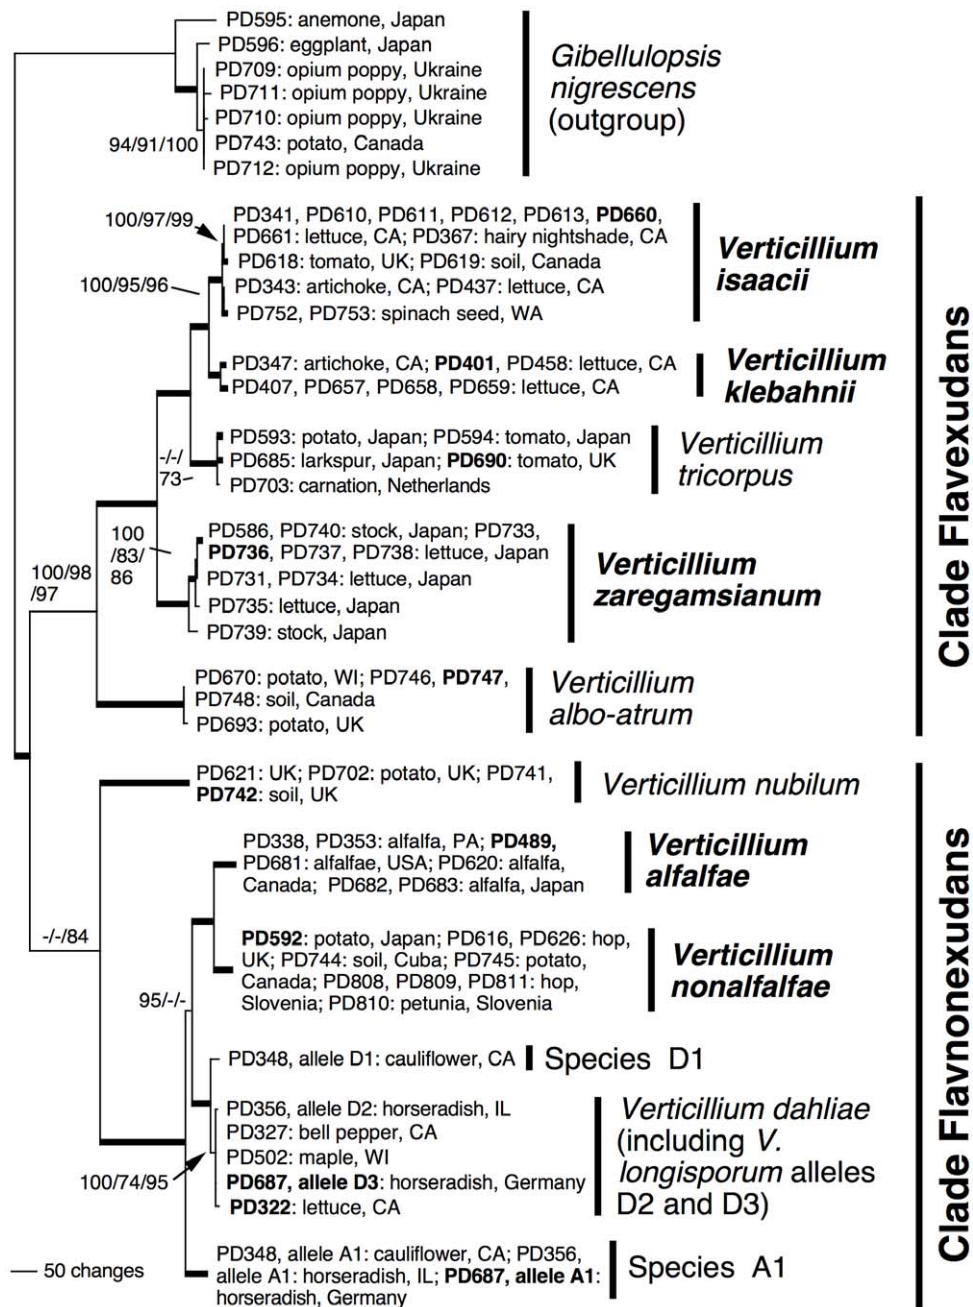 PD595: anemone, Japan
PD596: eggplant, Japan
PD709: opium poppy, Ukraine
PD711: opium poppy, Ukraine
PD710: opium poppy, Ukraine
94/91/100
PD743: potato, Canada
PD712: opium poppy, Ukraine
Gibellulopsis
nigrescens
(outgroup)
100/97/99
PD341, PD610, PD611, PD612, PD613, PD660,
PD661: lettuce, CA; PD367: hairy nightshade, CA
PD618: tomato, UK; PD619: soil, Canada
100/95/96
PD343: artichoke, CA; PD437: lettuce, CA
PD752, PD753: spinach seed, WA
Verticillium
isaacii
PD347: artichoke, CA; PD401, PD458: lettuce, CA
PD407, PD657, PD658, PD659: lettuce, CA
Verticillium
klebahnii
PD593: potato, Japan; PD594: tomato, Japan
PD685: larkspur, Japan; PD690: tomato, UK
PD703: carnation, Netherlands
-/-/
73
Verticillium
tricorpus
100
/83/
86
PD586, PD740: stock, Japan; PD733,
PD736, PD737, PD738: lettuce, Japan
PD731, PD734: lettuce, Japan
PD735: lettuce, Japan
PD739: stock, Japan
Verticillium
zaregamsianum
100/98
/97
PD670: potato, WI; PD746, PD747,
PD748: soil, Canada
PD693: potato, UK
Verticillium
albo-atrum
Clade Flavexudans
PD621: UK; PD702: potato, UK; PD741,
PD742: soil, UK
Verticillium nubilum
PD338, PD353: alfalfa, PA; PD489,
PD681: alfalfae, USA; PD620: alfalfa,
Canada; PD682, PD683: alfalfa, Japan
Verticillium
alfalfae
-/-/84
PD592: potato, Japan; PD616, PD626: hop,
UK; PD744: soil, Cuba; PD745: potato,
Canada; PD808, PD809, PD811: hop,
Slovenia; PD810: petunia, Slovenia
Verticillium
nonalfalfae
95/-/-
PD348, allele D1: cauliflower, CA
Species D1
PD356, allele D2: horseradish, IL
PD327: bell pepper, CA
PD502: maple, WI
PD687, allele D3: horseradish, Germany
PD322: lettuce, CA
100/74/95
Verticillium dahliae
(including V.
longisporum alleles
D2 and D3)
PD348, allele A1: cauliflower, CA; PD356,
allele A1: horseradish, IL; PD687, allele A1:
horseradish, Germany
Species A1
Clade Flavnonexudans
50 changes